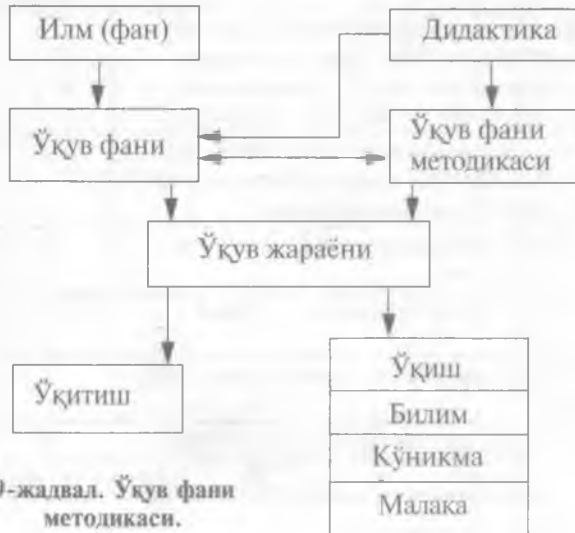 Илм (фан)
Дидактика
Ўқув фани
Ўқув фани
методикаси
Ўқув жараёни
Ўқитиш
Ўқиш
Билим
Кўникма
Малака
9-жадвал. Ўқув фани
методикаси.